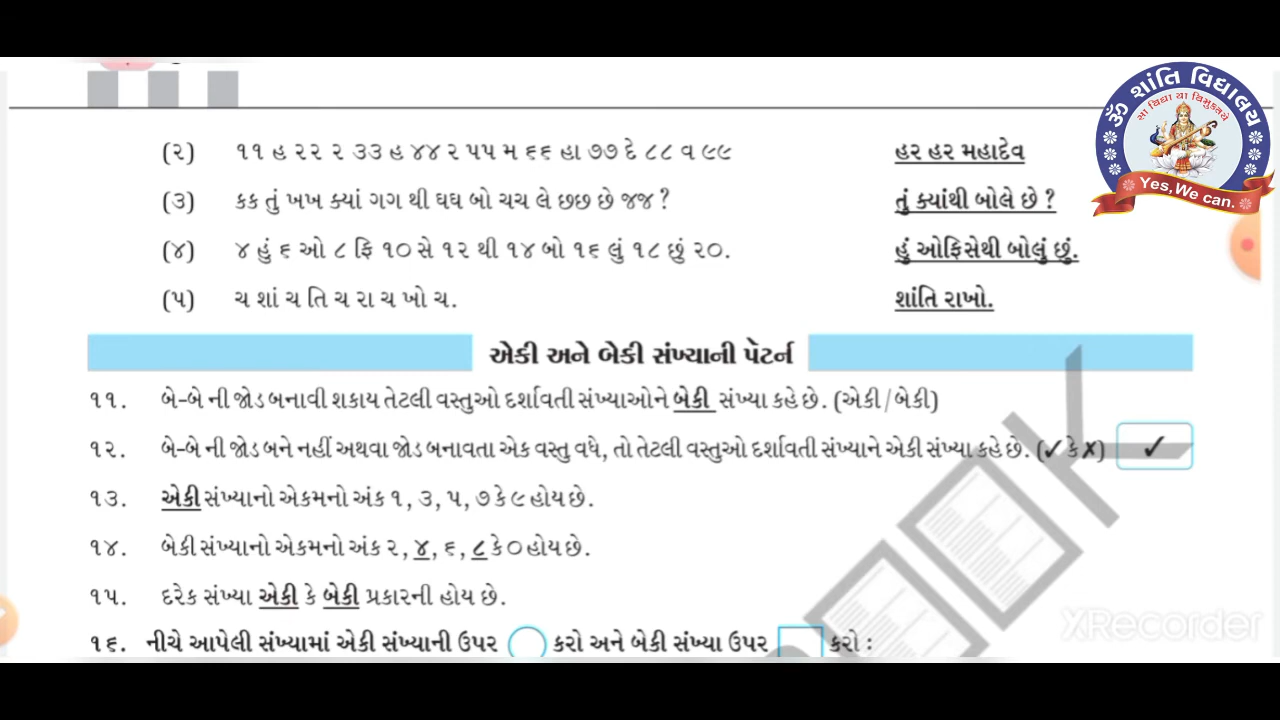 ૐ શાંતિ વિદ્યાલય
સા વિદ્યા યા વિમુક્તયે
Yes, We can.
(૨) ૧૧ હ ૨૨ ર ૩૩ હ ૪૪ ર ૫૫ મ ૬૬ હા ૭૭ દે ૮૮ વ ૯૯ હર હર મહાદેવ
(૩) કક તું ખખ ક્યાં ગગ થી ઘઘ બો ચચ લે છછ છે જજ ? તું ક્યાંથી બોલે છે ?
(૪) ૪ હું ૬ ઓ ૮ ફિ ૧૦ સે ૧૨ થી ૧૪ બો ૧૬ લું ૧૮ છું ૨૦. હું ઓફિસેથી બોલું છું.
(૫) ચ શાં ચ તિ ચ રા ચ ખો ચ. શાંતિ રાખો.
એકી અને બેકી સંખ્યાની પેટર્ન
૧૧. બે-બે ની જોડ બનાવી શકાય તેટલી વસ્તુઓ દર્શાવતી સંખ્યાઓને બેકી સંખ્યા કહે છે. (એકી/બેકી)
૧૨. બે-બે ની જોડ બને નહીં અથવા જોડ બનાવતા એક વસ્તુ વધે, તો તેટલી વસ્તુઓ દર્શાવતી સંખ્યાને એકી સંખ્યા કહે છે. (✓ કે ✗) ✓
૧૩. એકી સંખ્યાનો એકમનો અંક ૧, ૩, ૫, ૭ કે ૯ હોય છે.
૧૪. બેકી સંખ્યાનો એકમનો અંક ૨, ૪, ૬, ૮ કે ૦ હોય છે.
૧૫. દરેક સંખ્યા એકી કે બેકી પ્રકારની હોય છે.
XRecorder
૧૬. નીચે આપેલી સંખ્યામાં એકી સંખ્યાની ઉપર ◯ કરો અને બેકી સંખ્યા ઉપર □ કરો :